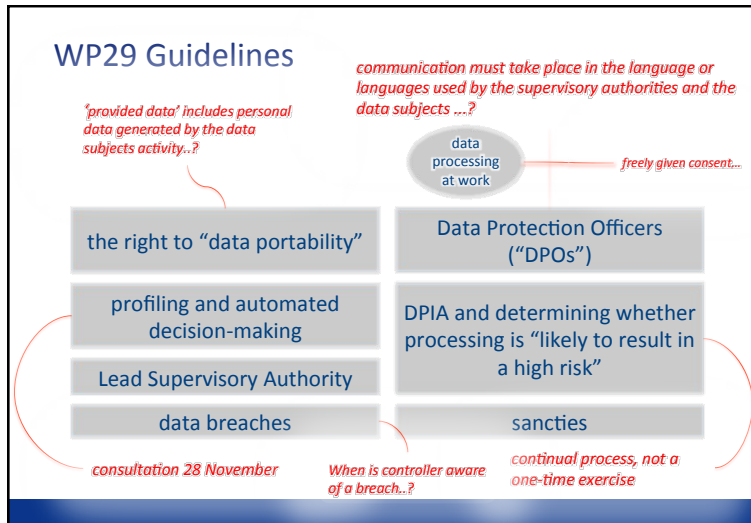 WP29 Guidelines
communication must take place in the language or
languages used by the supervisory authorities and the
data subjects ...?
‘provided data’ includes personal
data generated by the data
subjects activity..?
data
processing
at work
freely given consent...
the right to “data portability”
Data Protection Officers
(“DPOs”)
profiling and automated
decision-making
DPIA and determining whether
processing is “likely to result in
a high risk”
Lead Supervisory Authority
data breaches
sancties
consultation 28 November
When is controller aware
of a breach..?
continual process, not a
one-time exercise